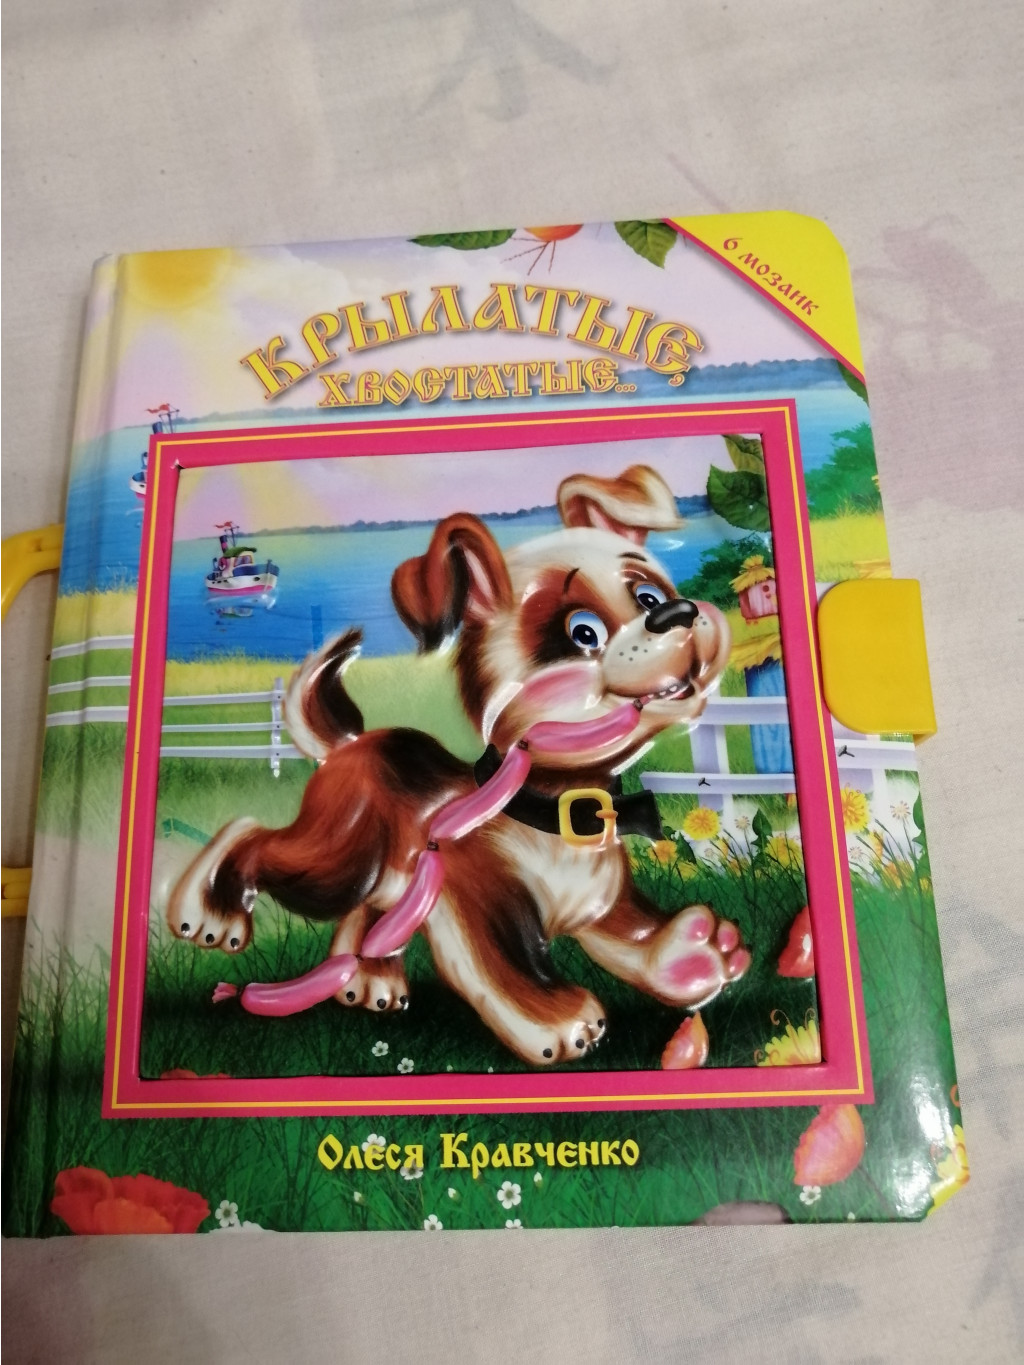 6 мозаик
Крылатые,
хвостатые...
Олеся Кравченко